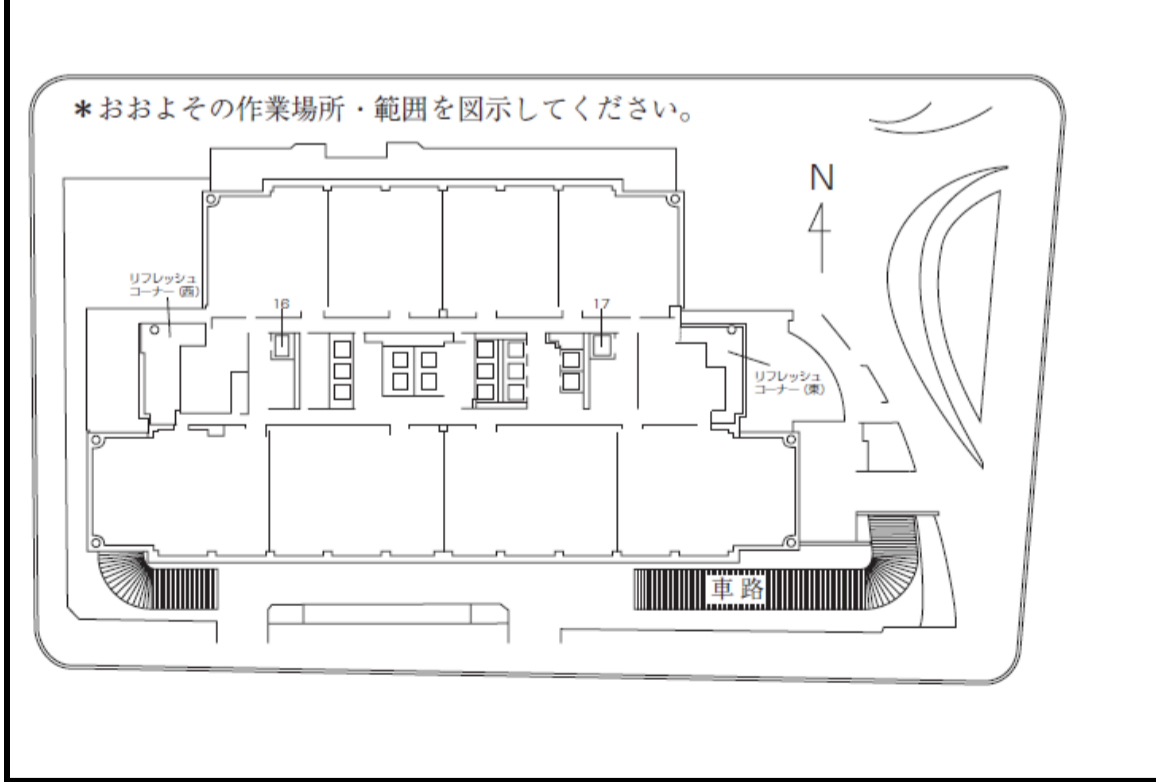 ＊おおよその作業場所・範囲を図示してください。
N
リフレッシュ
コーナー（西）
16
17
リフレッシュ
コーナー（東）
車路